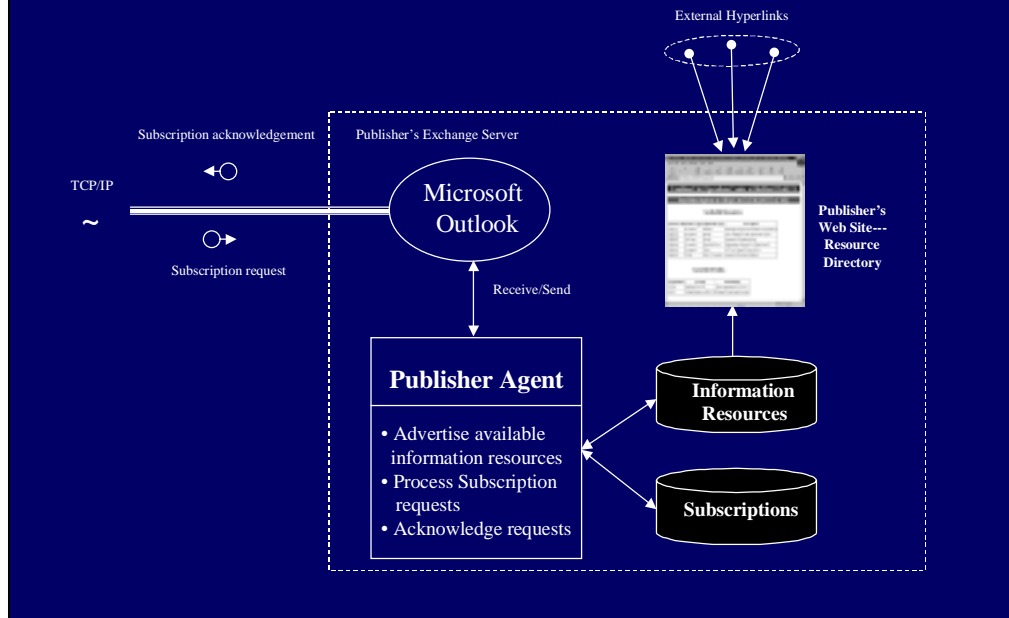 External Hyperlinks
Subscription acknowledgement
Publisher’s Exchange Server
TCP/IP
~
Microsoft
Outlook
Subscription request
Publisher’s
Web Site---
Resource
Directory
Receive/Send
Publisher Agent
• Advertise available
information resources
• Process Subscription
requests
• Acknowledge requests
Information
Resources
Subscriptions